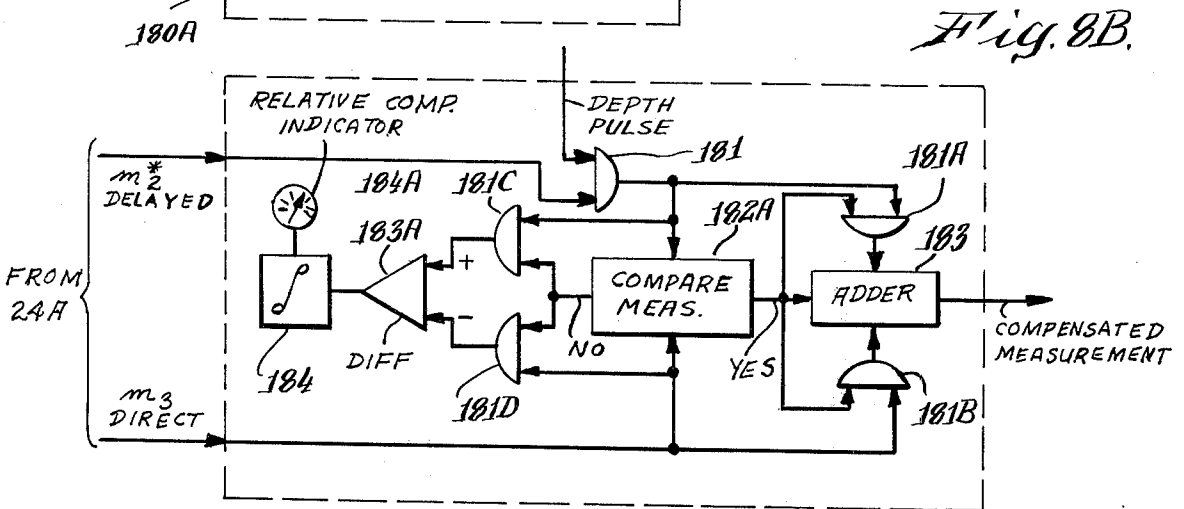 180A
Fig. 8B.
RELATIVE COMP.
INDICATOR
DEPTH
PULSE
181
181A
m2*
DELAYED
184A
181C
182A
183A
183
+
COMPARE
MEAS.
ADDER
FROM
24A
∫
−
DIFF
NO
YES
COMPENSATED
MEASUREMENT
184
181D
181B
m3
DIRECT